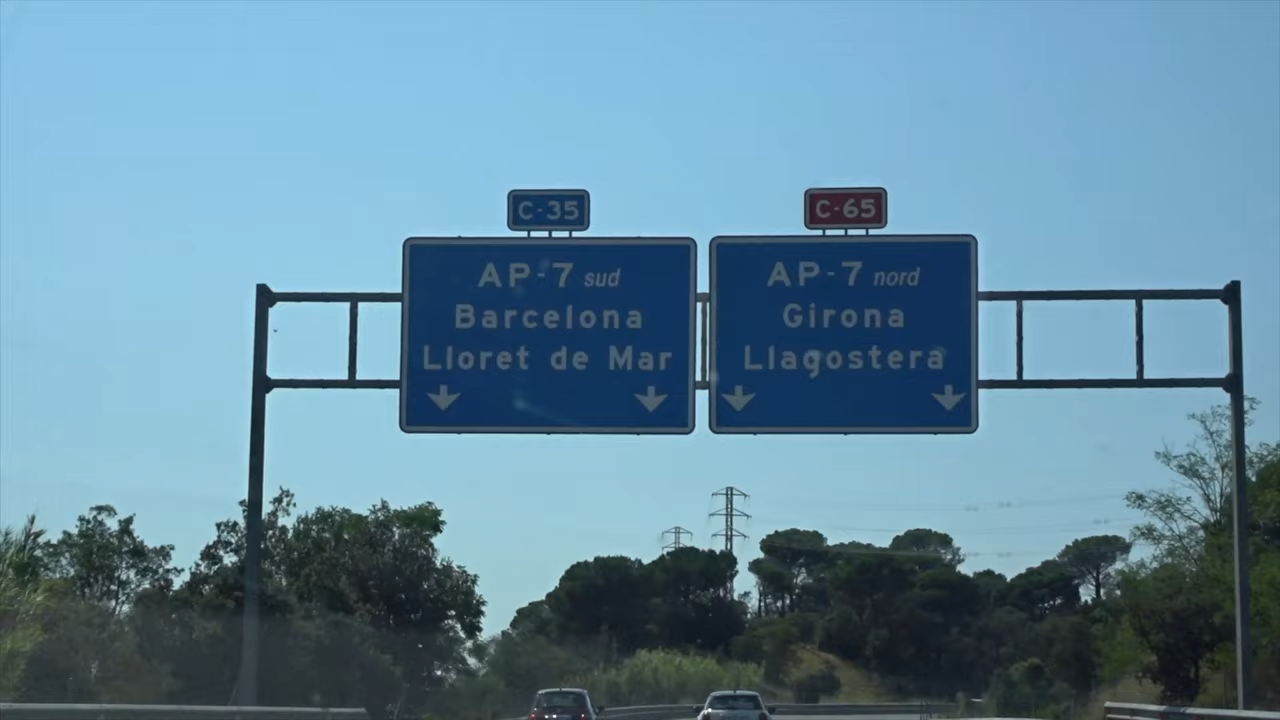 C-35
AP-7 sud
Barcelona
Lloret de Mar
C-65
AP-7 nord
Girona
Llagostera